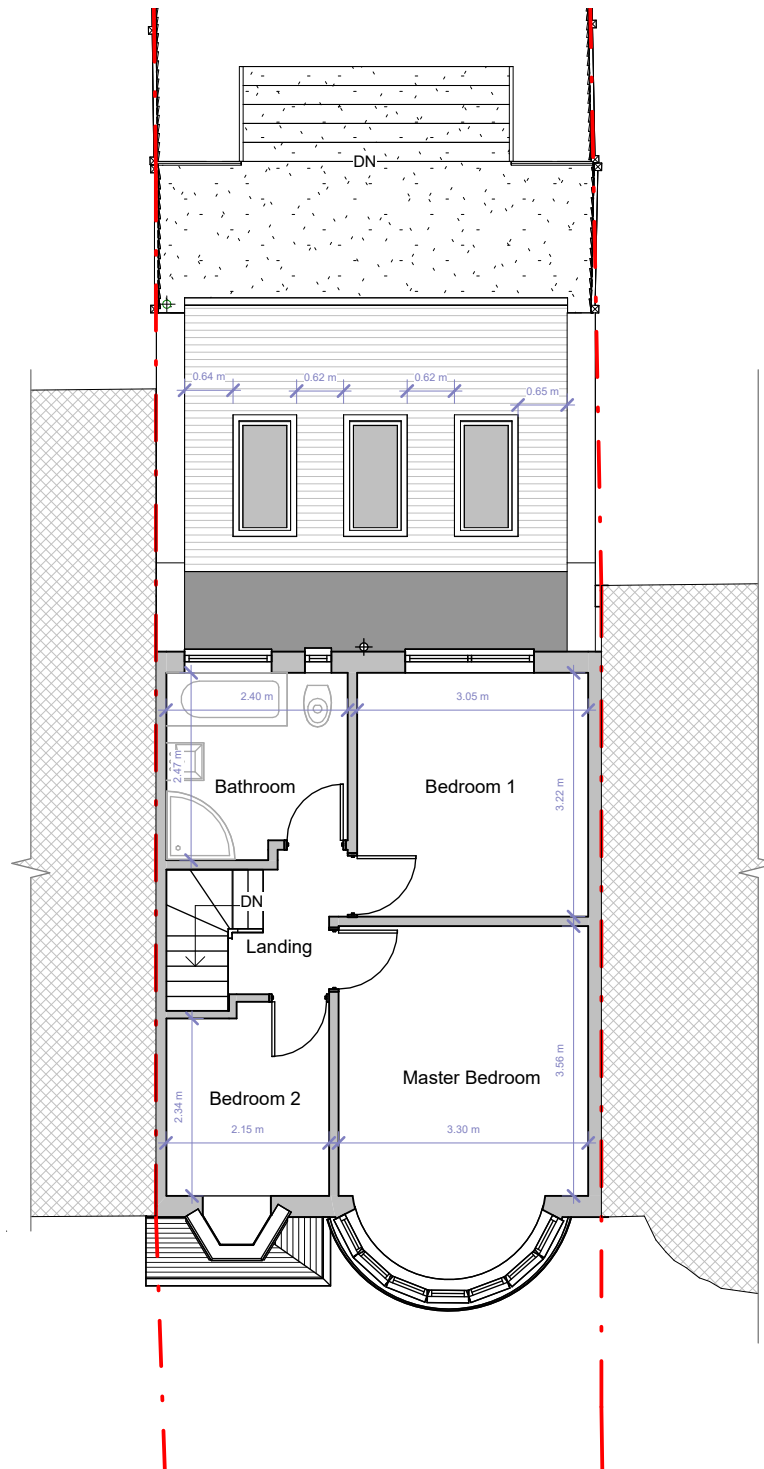 DN
0.64 m
0.62 m
0.62 m
0.65 m
2.40 m
3.05 m
2.47 m
Bathroom
Bedroom 1
3.22 m
DN
Landing
3.56 m
Master Bedroom
Bedroom 2
2.34 m
2.15 m
3.30 m